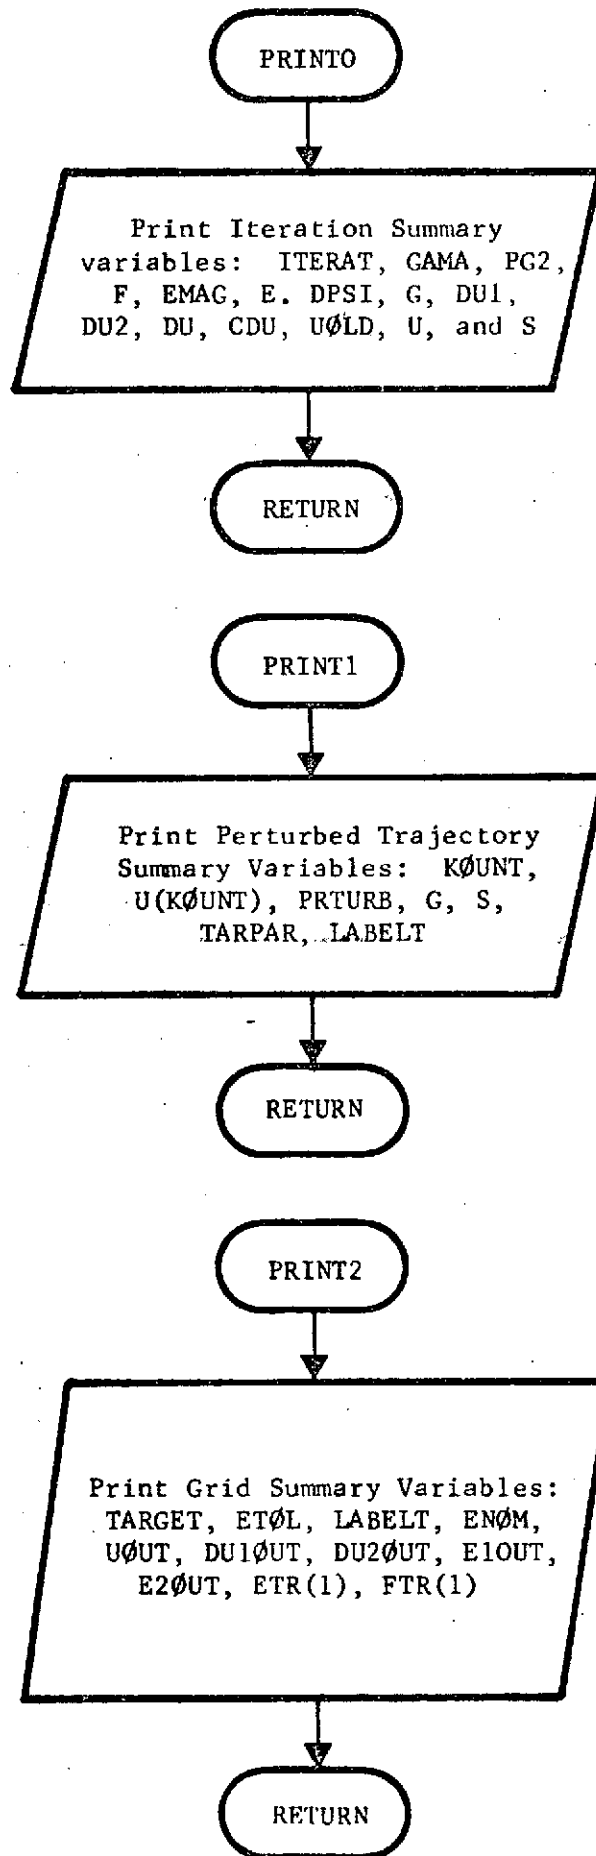 PRINTO
Print Iteration Summary
variables: ITERAT, GAMA, PG2,
F, EMAG, E. DPSI, G, DU1,
DU2, DU, CDU, UØLD, U, and S
RETURN
PRINT1
Print Perturbed Trajectory
Summary Variables: KØUNT,
U(KØUNT), PRTURB, G, S,
TARPAR, LABELT
RETURN
PRINT2
Print Grid Summary Variables:
TARGET, ETØL, LABELT, ENØM,
UØUT, DU1ØUT, DU2ØUT, E1OUT,
E2ØUT, ETR(1), FTR(1)
RETURN